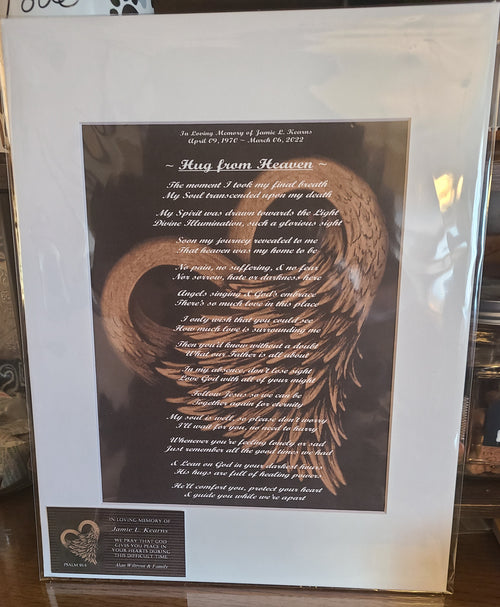 In Loving Memory of Jamie L. Kearns
April 09, 1970 ~ March 06, 2022
~ Hug from Heaven ~
The moment I took my final breath
My Soul transcended upon my death
My Spirit was drawn towards the Light
Divine Illumination, such a glorious sight
Soon my journey revealed to me
That heaven was my home to be
No pain, no suffering, & no fear
Nor sorrow, hate or darkness here
Angels singing & God's embrace
There's so much love in this place
I only wish that you could see
How much love is surrounding me
Then you'd know without a doubt
What our Father is all about
In my absence, don't lose sight
Love God with all of your might
Follow Jesus so we can be
Together again for eternity
My soul is well, so please don't worry
I'll wait for you, no need to hurry
Whenever you're feeling lonely or sad
Just remember all the good times we had
& Lean on God in your darkest hours
His hugs are full of healing powers
He'll comfort you, protect your heart
& guide you while we're apart
IN LOVING MEMORY OF
Jamie L. Kearns
WE PRAY THAT GOD
GIVES YOU PEACE IN
YOUR HEARTS DURING
THIS DIFFICULT TIME
PSALM 91:4
Alan Wiltrout & Family